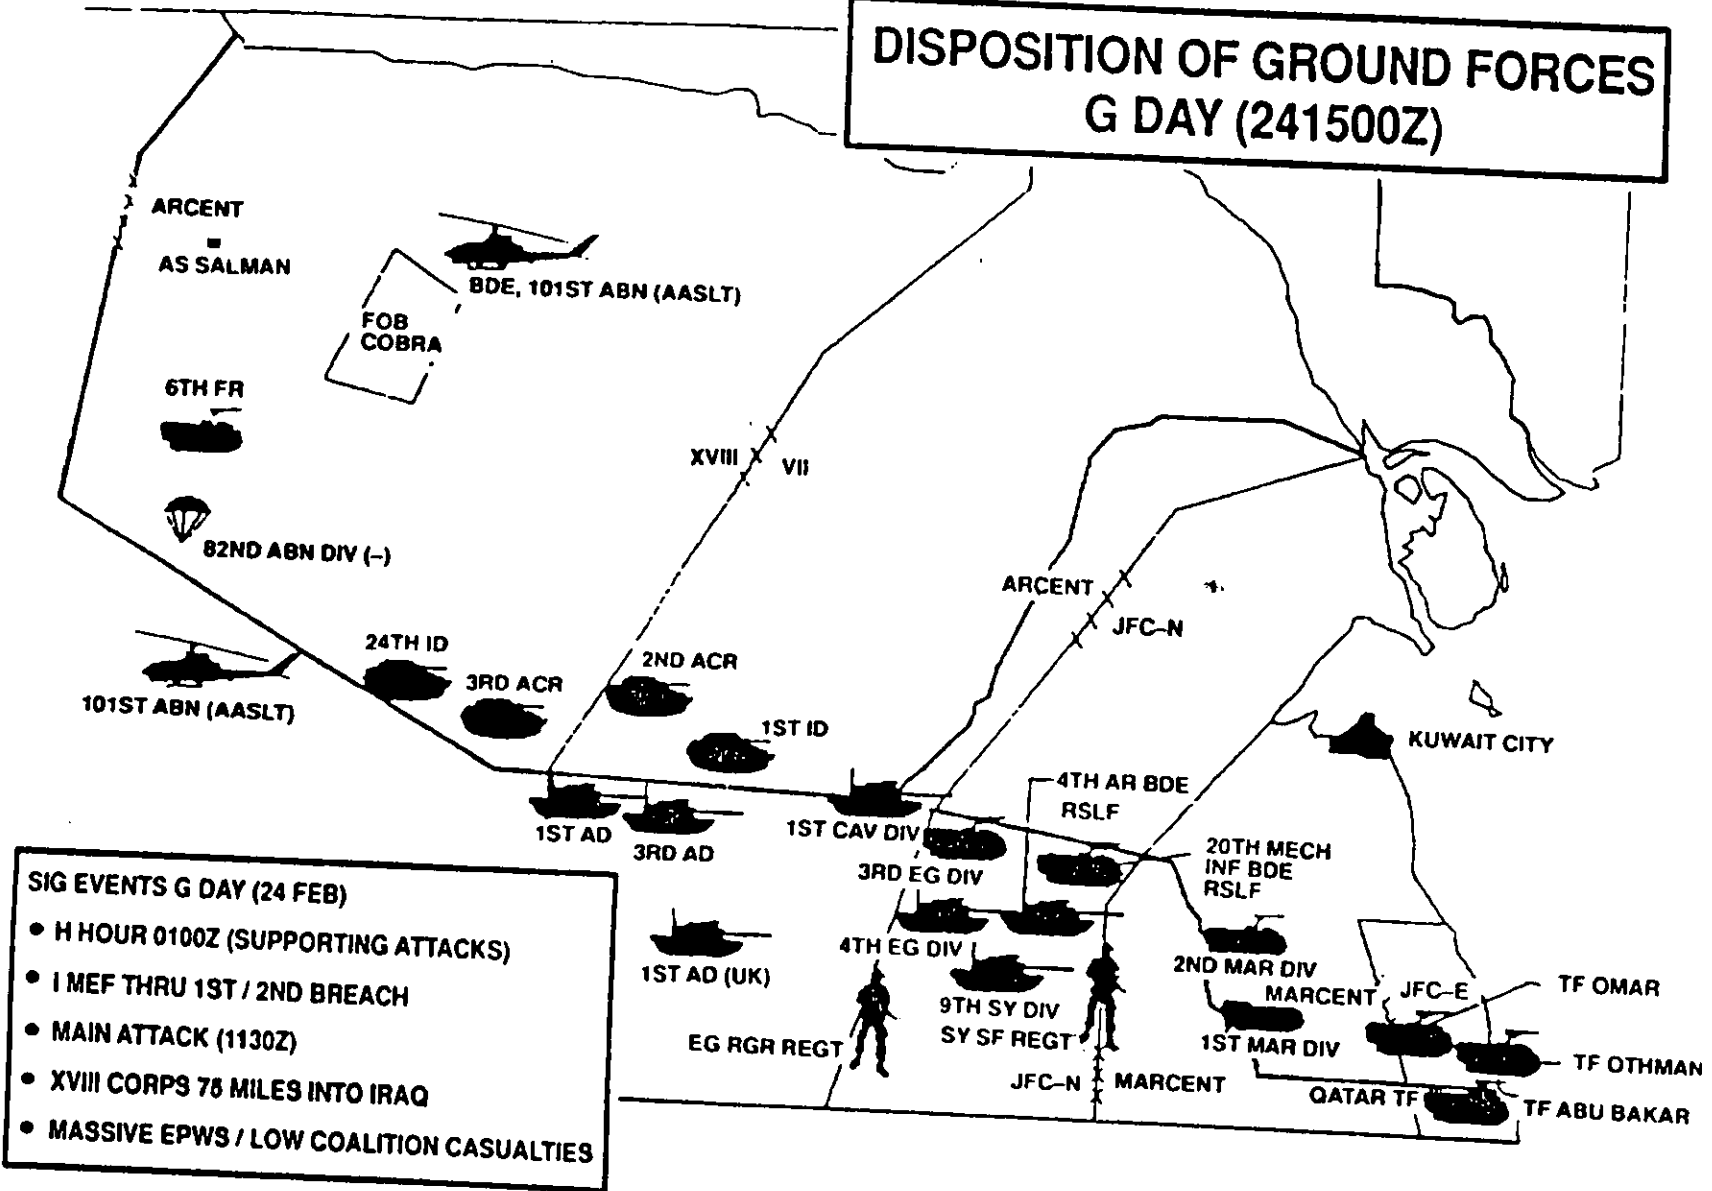 DISPOSITION OF GROUND FORCES
G DAY (241500Z)
ARCENT
AS SALMAN
BDE, 101ST ABN (AASLT)
FOB
COBRA
6TH FR
XVIII
VII
82ND ABN DIV (–)
ARCENT
JFC–N
24TH ID
3RD ACR
2ND ACR
1ST ID
101ST ABN (AASLT)
KUWAIT CITY
4TH AR BDE
RSLF
1ST AD
3RD AD
1ST CAV DIV
3RD EG DIV
20TH MECH
INF BDE
RSLF
SIG EVENTS G DAY (24 FEB)
• H HOUR 0100Z (SUPPORTING ATTACKS)
• I MEF THRU 1ST / 2ND BREACH
• MAIN ATTACK (1130Z)
• XVIII CORPS 75 MILES INTO IRAQ
• MASSIVE EPWS / LOW COALITION CASUALTIES
1ST AD (UK)
4TH EG DIV
9TH SY DIV
SY SF REGT
EG RGR REGT
2ND MAR DIV
MARCENT
JFC–E
TF OMAR
1ST MAR DIV
TF OTHMAN
JFC–N
MARCENT
QATAR TF
TF ABU BAKAR